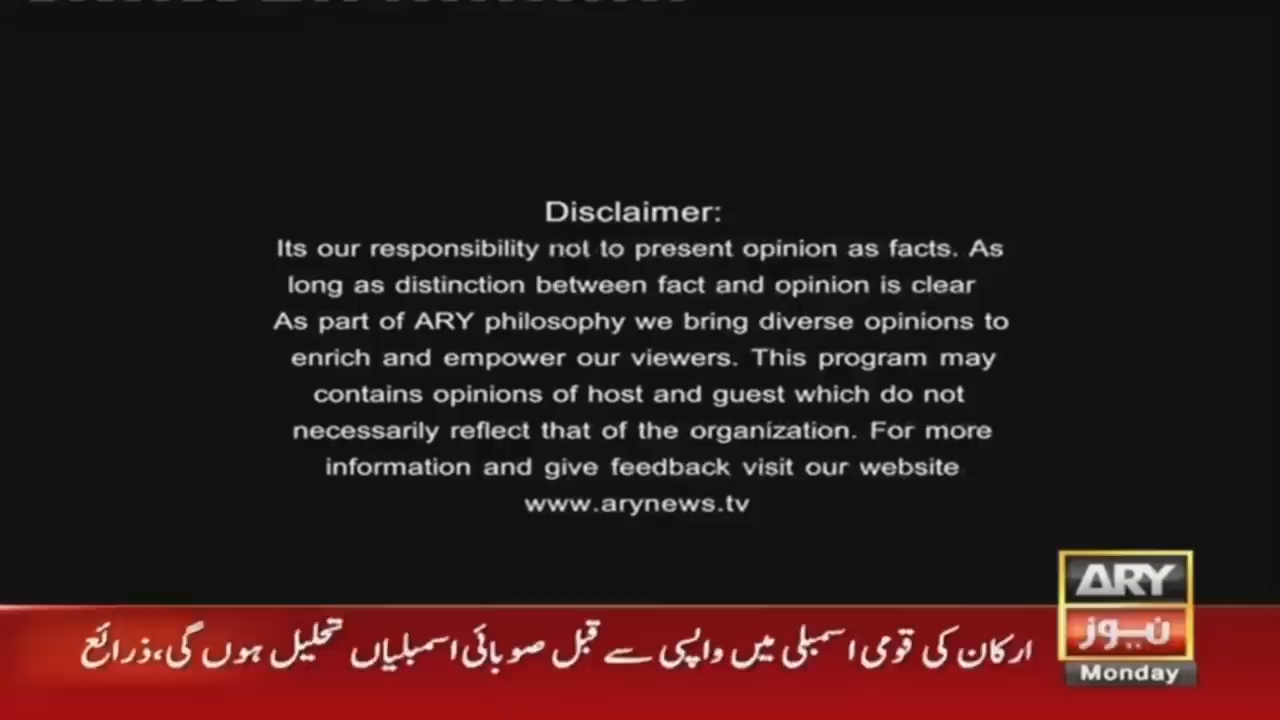 Disclaimer:
Its our responsibility not to present opinion as facts. As
long as distinction between fact and opinion is clear
As part of ARY philosophy we bring diverse opinions to
enrich and empower our viewers. This program may
contains opinions of host and guest which do not
necessarily reflect that of the organization. For more
information and give feedback visit our website
www.arynews.tv
ARY
نیوز
Monday
ارکان کی قومی اسمبلی میں واپسی سے قبل صوبائی اسمبلیاں تحلیل ہوں گی،ذرائع